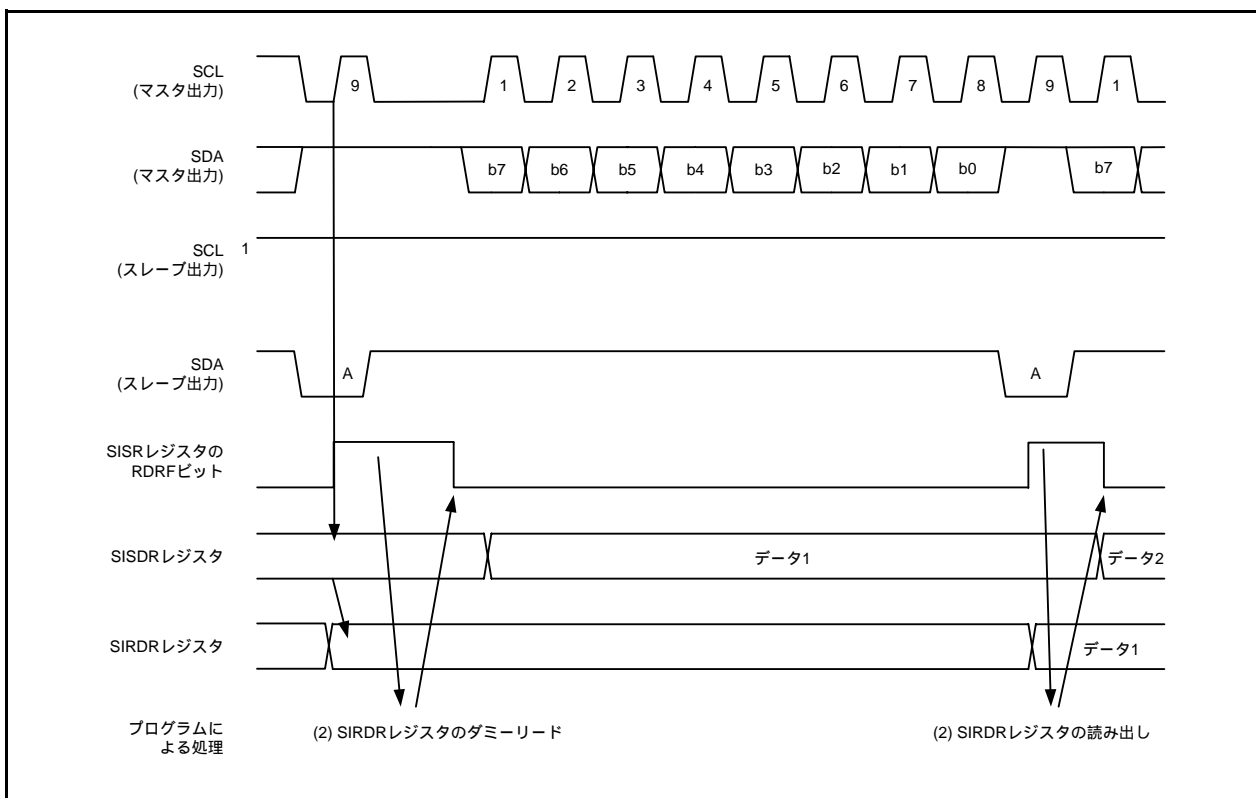 SCL
(マスタ出力)
9 1 2 3 4 5 6 7 8 9 1
SDA
(マスタ出力)
b7 b6 b5 b4 b3 b2 b1 b0 b7
SCL 1
(スレーブ出力)
SDA
(スレーブ出力)
A A
SISRレジスタの
RDRFビット
SISDRレジスタ
データ1 データ2
SIRDRレジスタ
データ1
プログラムに
よる処理
(2) SIRDRレジスタのダミーリード (2) SIRDRレジスタの読み出し